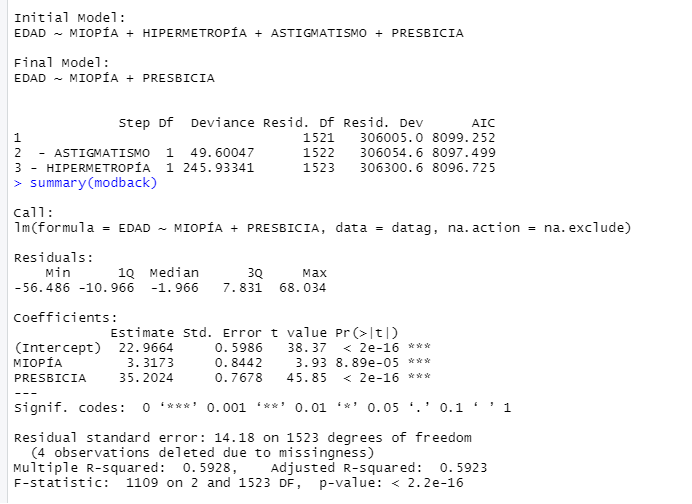 Initial Model:
EDAD ~ MIOPÍA + HIPERMETROPÍA + ASTIGMATISMO + PRESBICIA
Final Model:
EDAD ~ MIOPÍA + PRESBICIA
Step Df Deviance Resid. Df Resid. Dev AIC
1 1521 306005.0 8099.252
2 - ASTIGMATISMO 1 49.60047 1522 306054.6 8097.499
3 - HIPERMETROPÍA 1 245.93341 1523 306300.6 8096.725
> summary(modback)
Call:
lm(formula = EDAD ~ MIOPÍA + PRESBICIA, data = datag, na.action = na.exclude)
Residuals:
Min 1Q Median 3Q Max
-56.486 -10.966 -1.966 7.831 68.034
Coefficients:
Estimate Std. Error t value Pr(>|t|)
(Intercept) 22.9664 0.5986 38.37 < 2e-16 ***
MIOPÍA 3.3173 0.8442 3.93 8.89e-05 ***
PRESBICIA 35.2024 0.7678 45.85 < 2e-16 ***
---
Signif. codes: 0 ‘***’ 0.001 ‘**’ 0.01 ‘*’ 0.05 ‘.’ 0.1 ‘ ’ 1
Residual standard error: 14.18 on 1523 degrees of freedom
(4 observations deleted due to missingness)
Multiple R-squared: 0.5928, Adjusted R-squared: 0.5923
F-statistic: 1109 on 2 and 1523 DF, p-value: < 2.2e-16